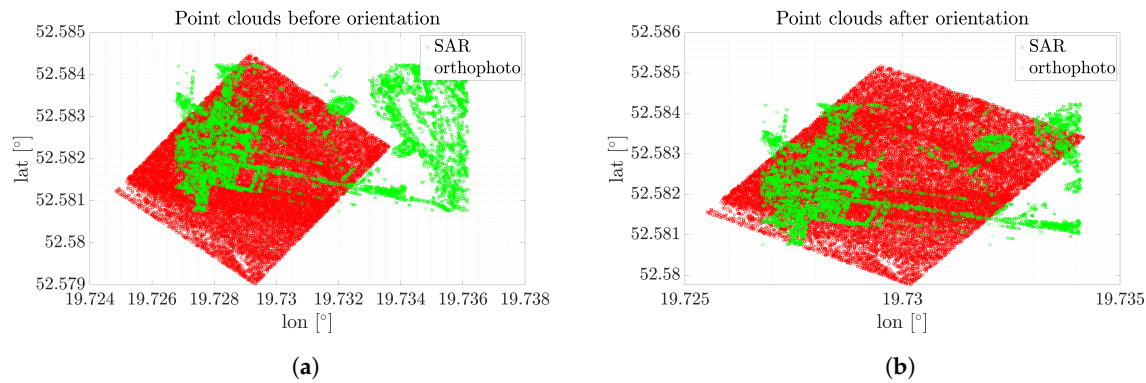 Point clouds before orientation
52.585
52.584
52.583
52.582
52.581
52.58
52.579
lat [°]
SAR
orthophoto
19.724 19.726 19.728 19.73 19.732 19.734 19.736 19.738
lon [°]
(a)
Point clouds after orientation
52.586
52.585
52.584
52.583
52.582
52.581
52.58
lat [°]
SAR
orthophoto
19.725 19.73 19.735
lon [°]
(b)